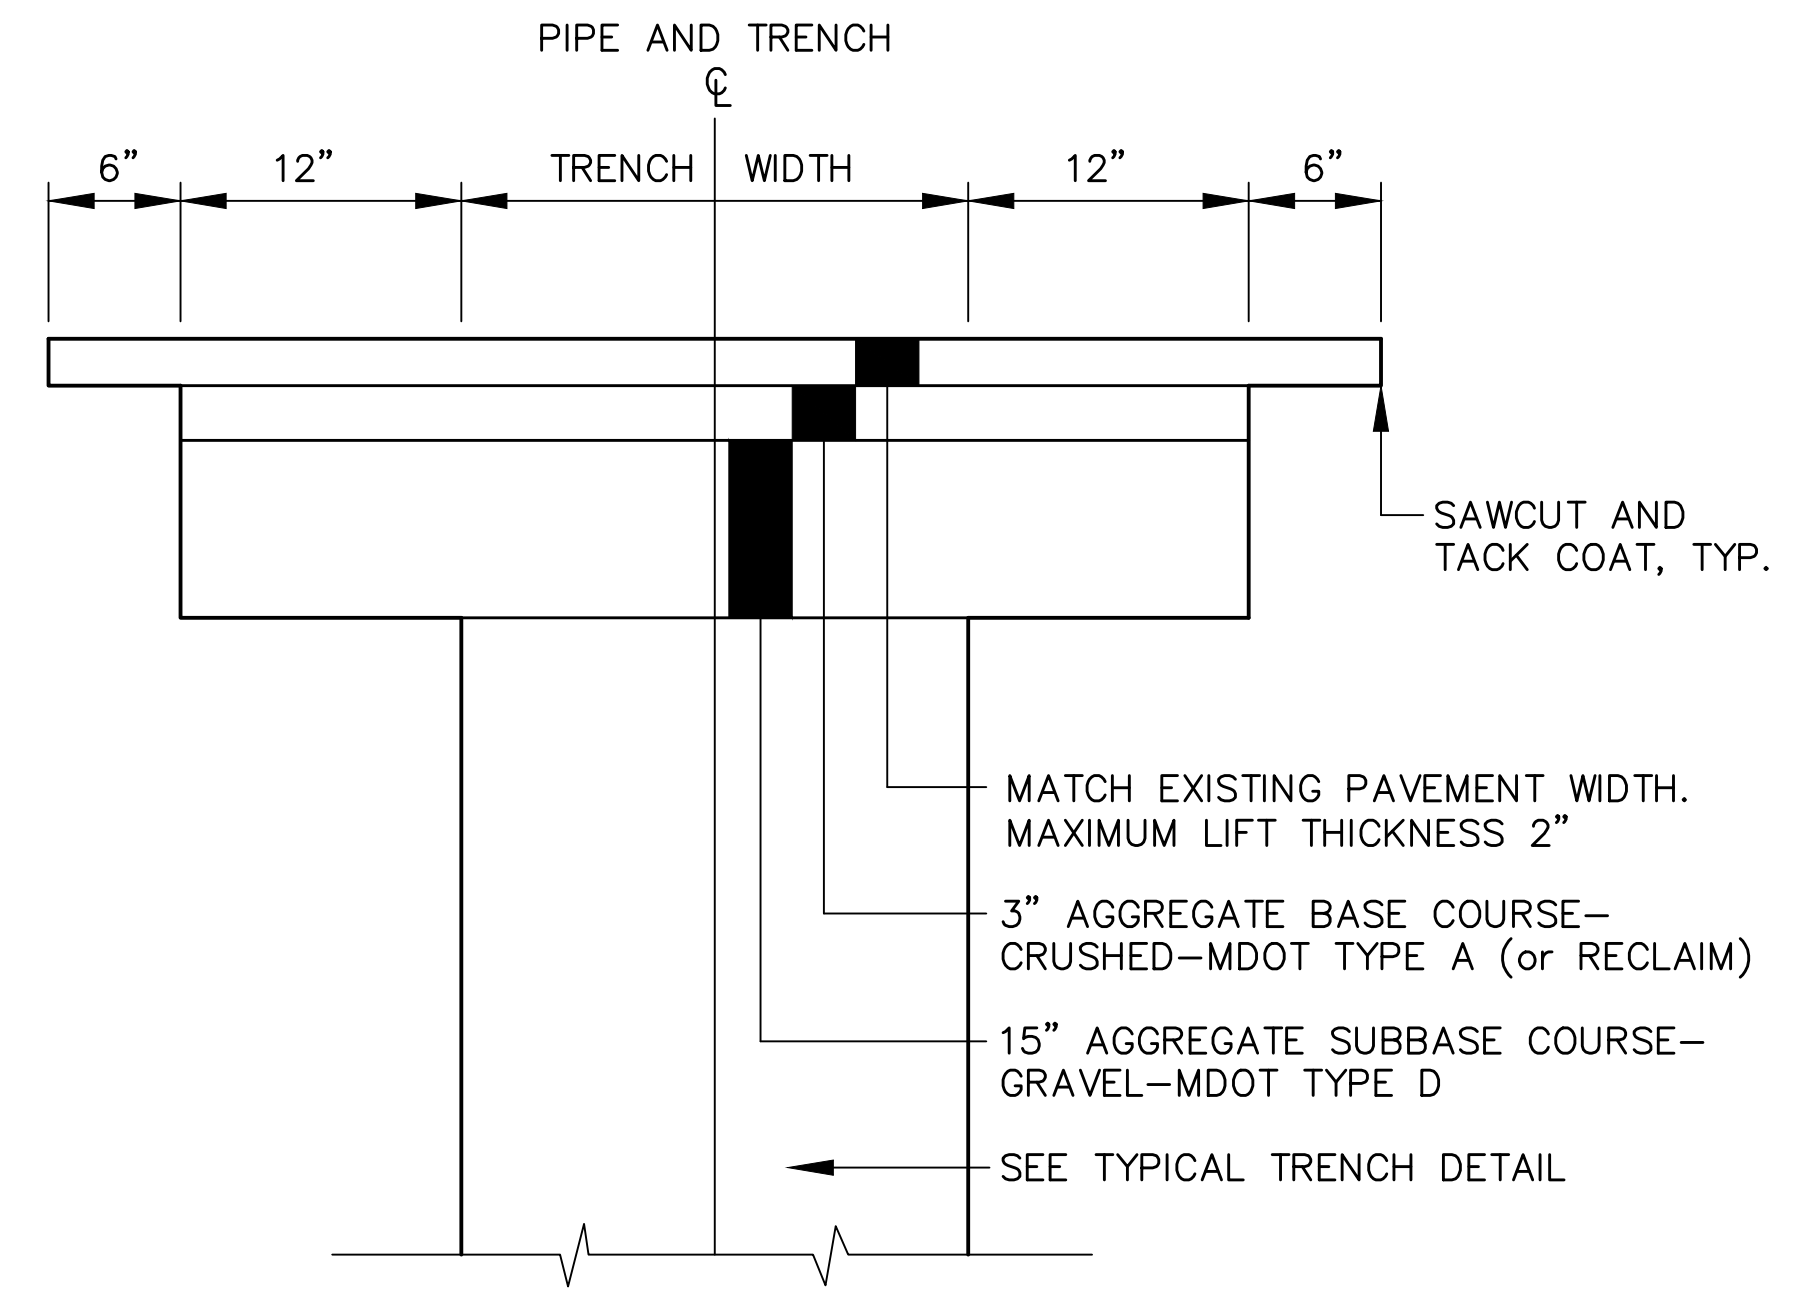 PIPE AND TRENCH
℄
6” 12” TRENCH WIDTH 12” 6”
SAWCUT AND
TACK COAT, TYP.
MATCH EXISTING PAVEMENT WIDTH.
MAXIMUM LIFT THICKNESS 2”
3” AGGREGATE BASE COURSE–
CRUSHED–MDOT TYPE A (or RECLAIM)
15” AGGREGATE SUBBASE COURSE–
GRAVEL–MDOT TYPE D
SEE TYPICAL TRENCH DETAIL